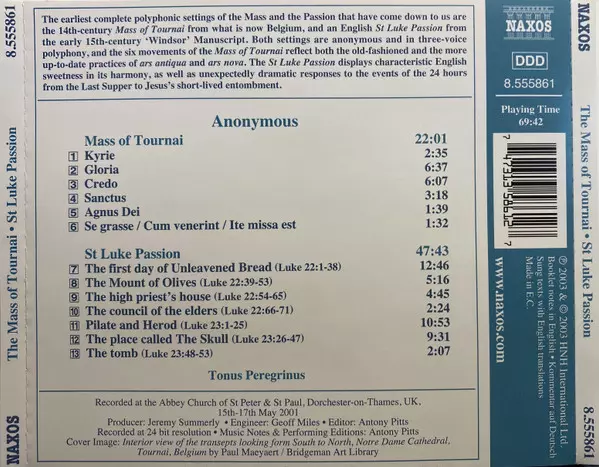 8.555861
The Mass of Tournai • St Luke Passion
NAXOS
The earliest complete polyphonic settings of the Mass and the Passion that have come down to us are
the 14th-century Mass of Tournai from what is now Belgium, and an English St Luke Passion from
the early 15th-century 'Windsor' Manuscript. Both settings are anonymous and in three-voice
polyphony, and the six movements of the Mass of Tournai reflect both the old-fashioned and the more
up-to-date practices of ars antiqua and ars nova. The St Luke Passion displays characteristic English
sweetness in its harmony, as well as unexpectedly dramatic responses to the events of the 24 hours
from the Last Supper to Jesus's short-lived entombment.
Anonymous
Mass of Tournai 22:01
1 Kyrie 2:35
2 Gloria 6:37
3 Credo 6:07
4 Sanctus 3:18
5 Agnus Dei 1:39
6 Se grasse / Cum venerint / Ite missa est 1:32
St Luke Passion 47:43
7 The first day of Unleavened Bread (Luke 22:1-38) 12:46
8 The Mount of Olives (Luke 22:39-53) 5:16
9 The high priest's house (Luke 22:54-65) 4:45
10 The council of the elders (Luke 22:66-71) 2:24
11 Pilate and Herod (Luke 23:1-25) 10:53
12 The place called The Skull (Luke 23:26-47) 9:31
13 The tomb (Luke 23:48-53) 2:07
Tonus Peregrinus
Recorded at the Abbey Church of St Peter & St Paul, Dorchester-on-Thames, UK,
15th-17th May 2001
Producer: Jeremy Summerly • Engineer: Geoff Miles • Editor: Antony Pitts
Recorded at 24 bit resolution • Music Notes & Performing Editions: Antony Pitts
Cover Image: Interior view of the transepts looking form South to North, Notre Dame Cathedral,
Tournai, Belgium by Paul Maeyaert / Bridgeman Art Library
NAXOS
DDD
8.555861
Playing Time
69:42
7 47313 58612 7
www.naxos.com
℗ 2003 & © 2003 HNH International Ltd.
Booklet notes in English • Kommentar auf Deutsch
Sung texts with English translations
Made in E.C.
NAXOS
8.555861
The Mass of Tournai • St Luke Passion
8.555861